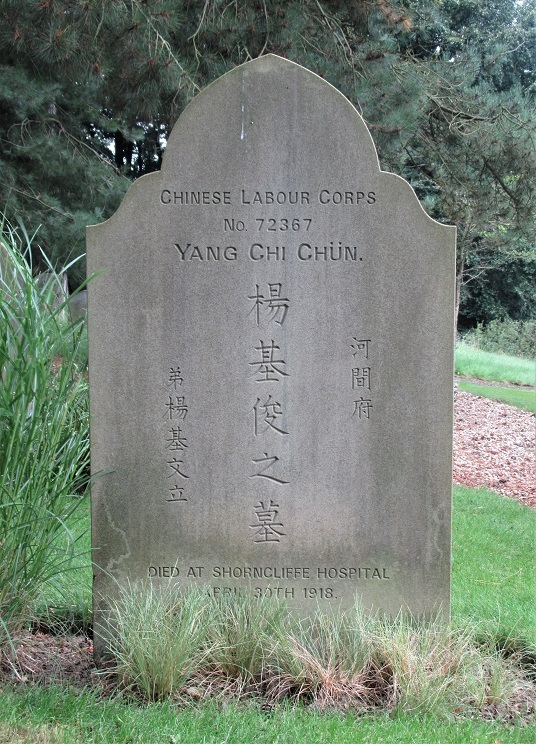 CHINESE LABOUR CORPS
No. 72367
YANG CHI CHÜN.
河間府
楊基俊之墓
弟楊基文立
DIED AT SHORNCLIFFE HOSPITAL
APRIL 30TH 1918.